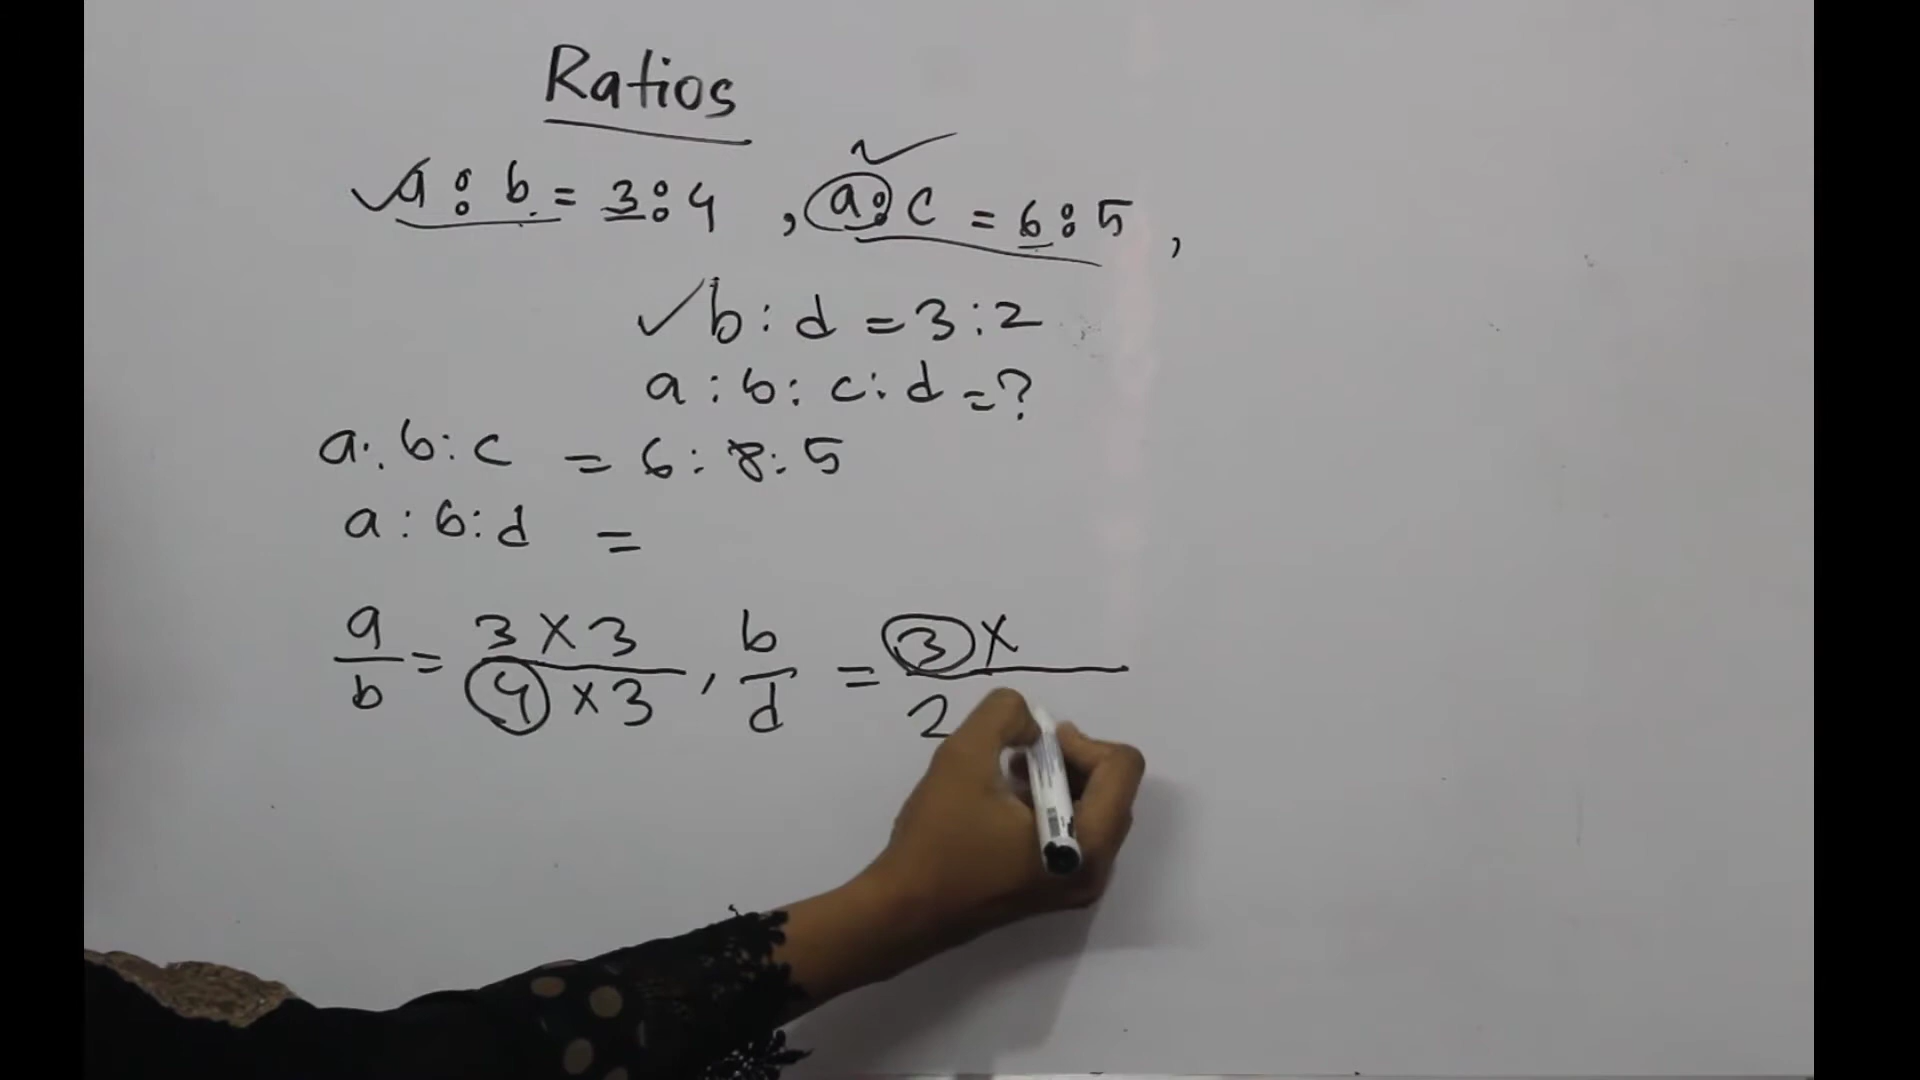 Ratios
a : b = 3 : 4 , a : c = 6 : 5 ,
b : d = 3 : 2
a : b : c : d = ?
a : b : c = 6 : 8 : 5
a : b : d =
a/b = 3 × 3 / 4 × 3 , b/d = 3 × / 2